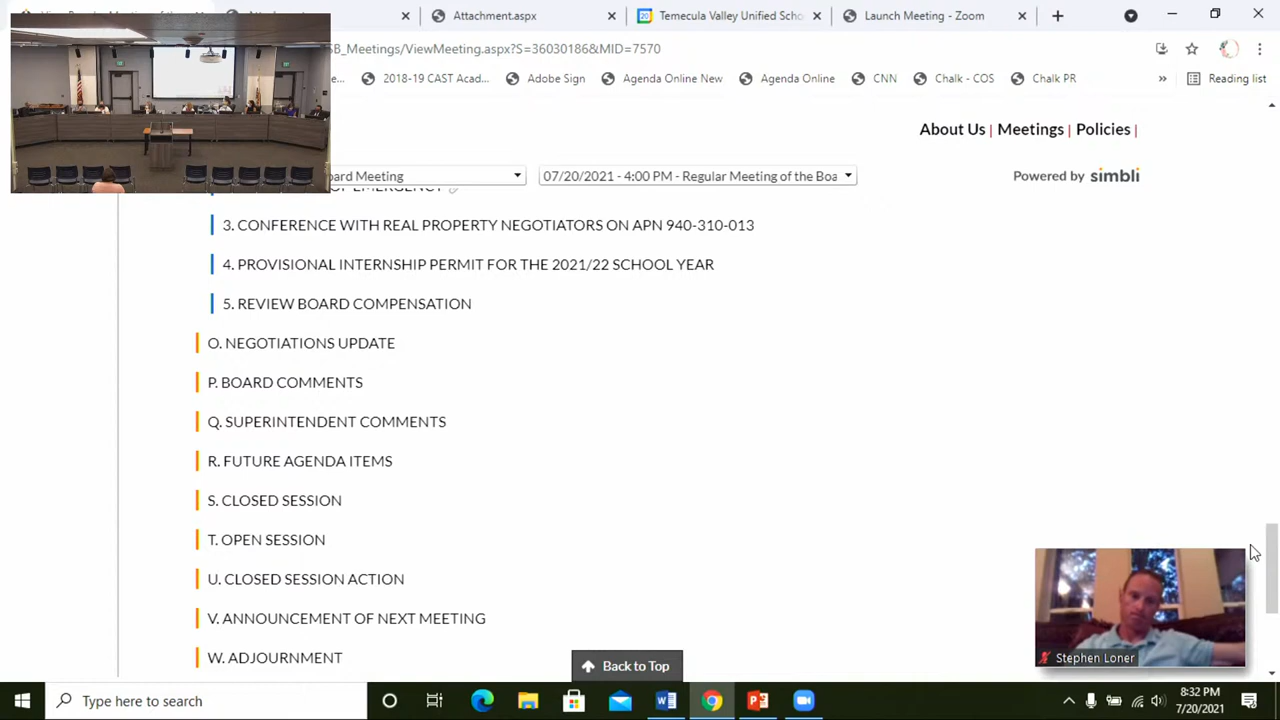 Attachment.aspx
Temecula Valley Unified Scho
Launch Meeting - Zoom
SB_Meetings/ViewMeeting.aspx?S=36030186&MID=7570
e...
2018-19 CAST Acad...
Adobe Sign
Agenda Online New
Agenda Online
CNN
Chalk - COS
Chalk PR
»
Reading list
About Us | Meetings | Policies |
ard Meeting
07/20/2021 - 4:00 PM - Regular Meeting of the Boa
Powered by simbli
3. CONFERENCE WITH REAL PROPERTY NEGOTIATORS ON APN 940-310-013
4. PROVISIONAL INTERNSHIP PERMIT FOR THE 2021/22 SCHOOL YEAR
5. REVIEW BOARD COMPENSATION
O. NEGOTIATIONS UPDATE
P. BOARD COMMENTS
Q. SUPERINTENDENT COMMENTS
R. FUTURE AGENDA ITEMS
S. CLOSED SESSION
T. OPEN SESSION
U. CLOSED SESSION ACTION
V. ANNOUNCEMENT OF NEXT MEETING
W. ADJOURNMENT
Back to Top
Stephen Loner
Type here to search
8:32 PM
7/20/2021